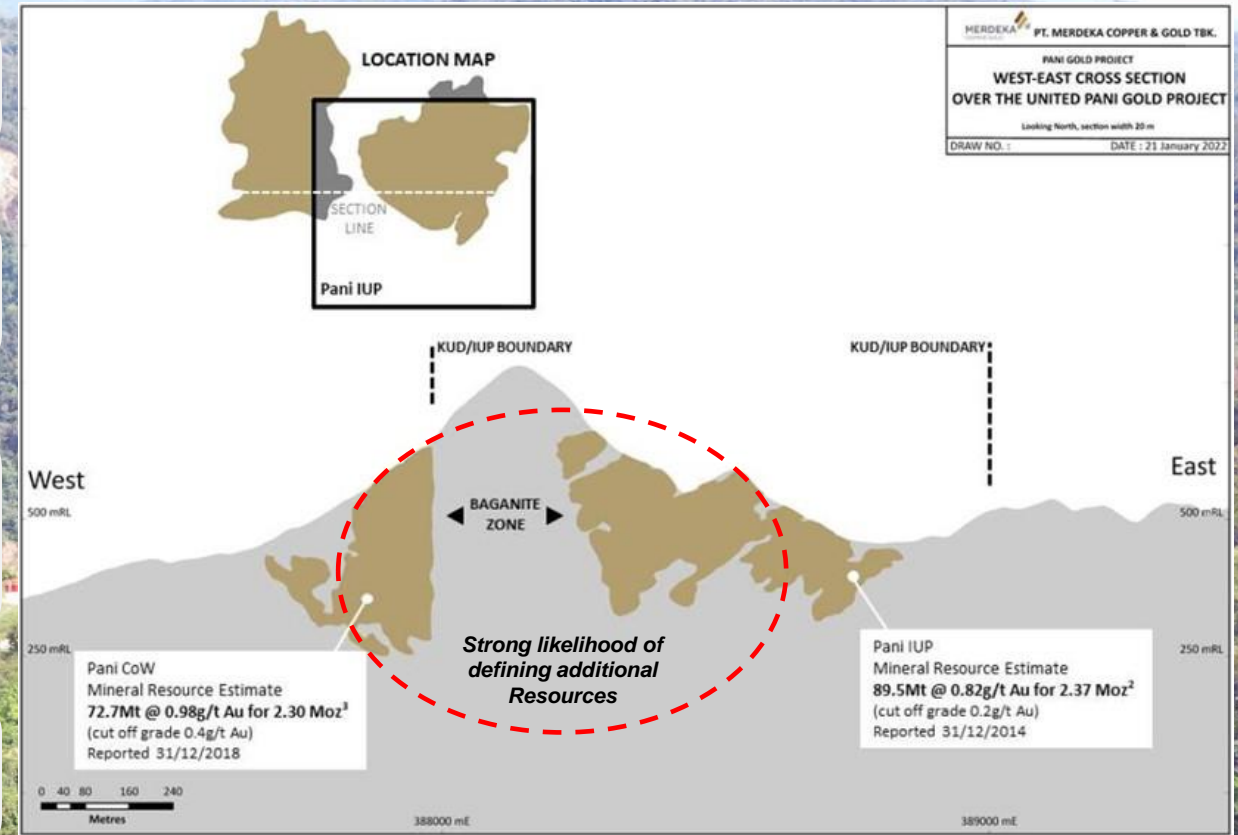 MERDEKA
COPPER GOLD
PT. MERDEKA COPPER & GOLD TBK.
PANI GOLD PROJECT
WEST-EAST CROSS SECTION
OVER THE UNITED PANI GOLD PROJECT
Looking North, section width 20 m
DRAW NO. : DATE : 21 January 2022
LOCATION MAP
SECTION
LINE
Pani IUP
KUD/IUP BOUNDARY
KUD/IUP BOUNDARY
West
East
BAGANITE
ZONE
500 mRL
500 mRL
250 mRL
250 mRL
Strong likelihood of
defining additional
Resources
Pani CoW
Mineral Resource Estimate
72.7Mt @ 0.98g/t Au for 2.30 Moz³
(cut off grade 0.4g/t Au)
Reported 31/12/2018
Pani IUP
Mineral Resource Estimate
89.5Mt @ 0.82g/t Au for 2.37 Moz²
(cut off grade 0.2g/t Au)
Reported 31/12/2014
0 40 80 160 240
Metres
388000 mE
389000 mE